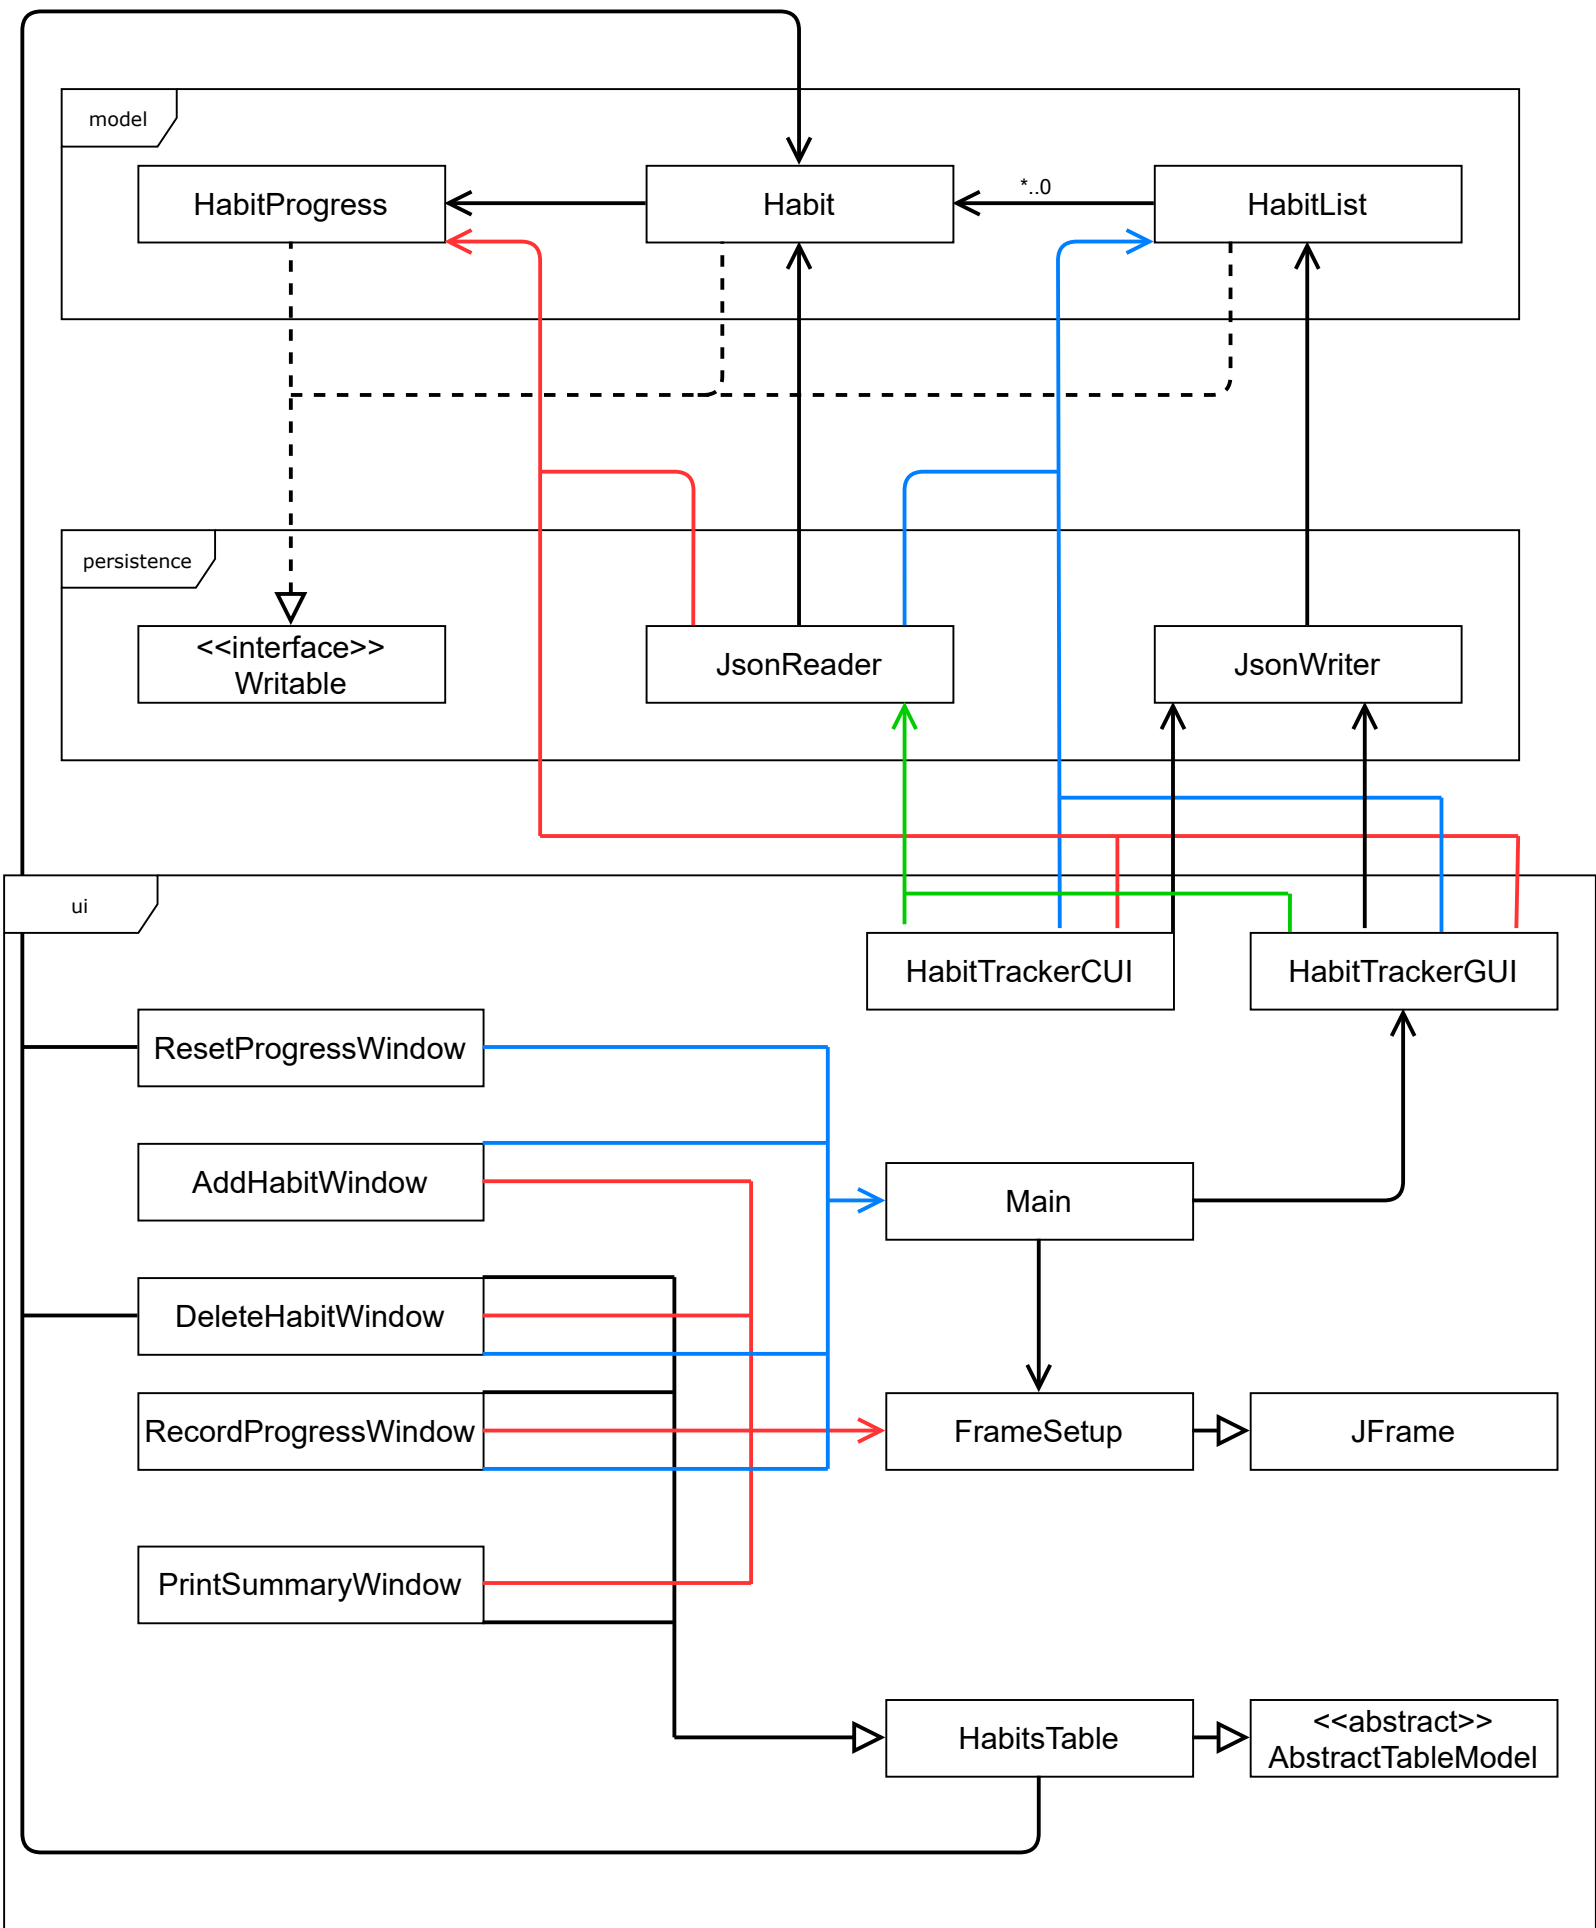 model
HabitProgress
Habit
*..0
HabitList
persistence
<<interface>>
Writable
JsonReader
JsonWriter
ui
HabitTrackerCUI
HabitTrackerGUI
ResetProgressWindow
AddHabitWindow
Main
DeleteHabitWindow
RecordProgressWindow
FrameSetup
JFrame
PrintSummaryWindow
HabitsTable
<<abstract>>
AbstractTableModel